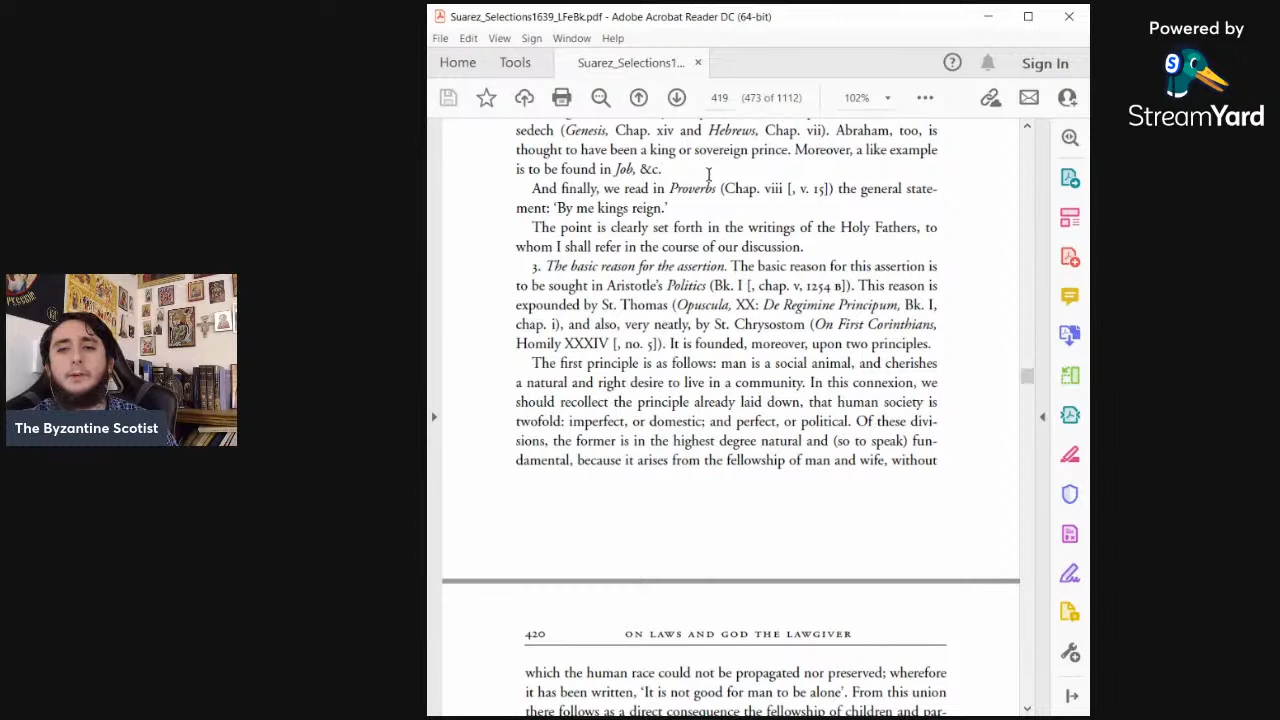 Suarez_Selections1639_LFeBk.pdf - Adobe Acrobat Reader DC (64-bit)
File Edit View Sign Window Help
Home Tools Suarez_Selections1... × Sign In
419 (473 of 1112) 102%
sedech (Genesis, Chap. xiv and Hebrews, Chap. vii). Abraham, too, is
thought to have been a king or sovereign prince. Moreover, a like example
is to be found in Job, &c.
And finally, we read in Proverbs (Chap. viii [, v. 15]) the general state-
ment: ‘By me kings reign.’
The point is clearly set forth in the writings of the Holy Fathers, to
whom I shall refer in the course of our discussion.
3. The basic reason for the assertion. The basic reason for this assertion is
to be sought in Aristotle’s Politics (Bk. I [, chap. v, 1254 B]). This reason is
expounded by St. Thomas (Opuscula, XX: De Regimine Principum, Bk. I,
chap. i), and also, very neatly, by St. Chrysostom (On First Corinthians,
Homily XXXIV [, no. 5]). It is founded, moreover, upon two principles.
The first principle is as follows: man is a social animal, and cherishes
a natural and right desire to live in a community. In this connexion, we
should recollect the principle already laid down, that human society is
twofold: imperfect, or domestic; and perfect, or political. Of these divi-
sions, the former is in the highest degree natural and (so to speak) fun-
damental, because it arises from the fellowship of man and wife, without
420 ON LAWS AND GOD THE LAWGIVER
which the human race could not be propagated nor preserved; wherefore
it has been written, ‘It is not good for man to be alone’. From this union
there follows as a direct consequence the fellowship of children and par-
The Byzantine Scotist
Powered by
S
StreamYard